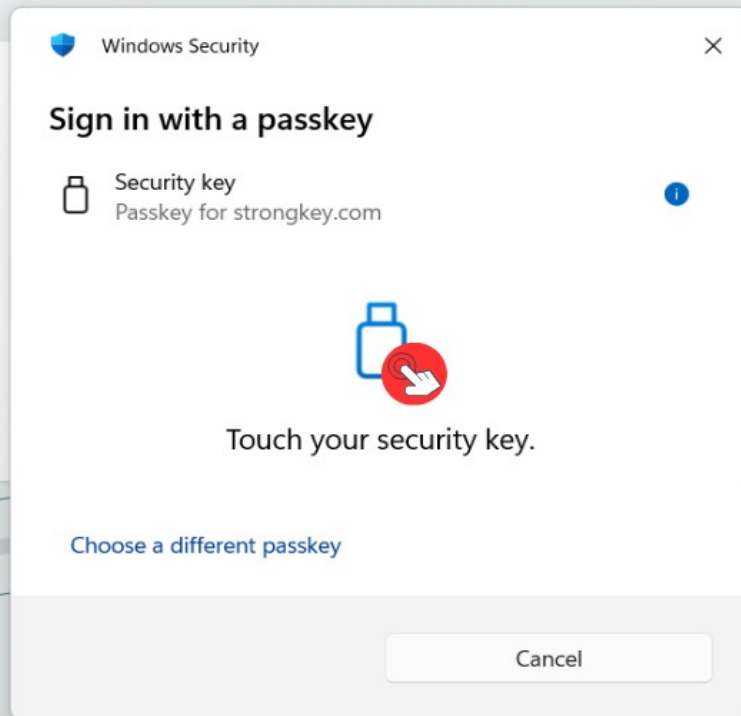 Windows Security
Sign in with a passkey
Security key
Passkey for strongkey.com
Touch your security key.
Choose a different passkey
Cancel